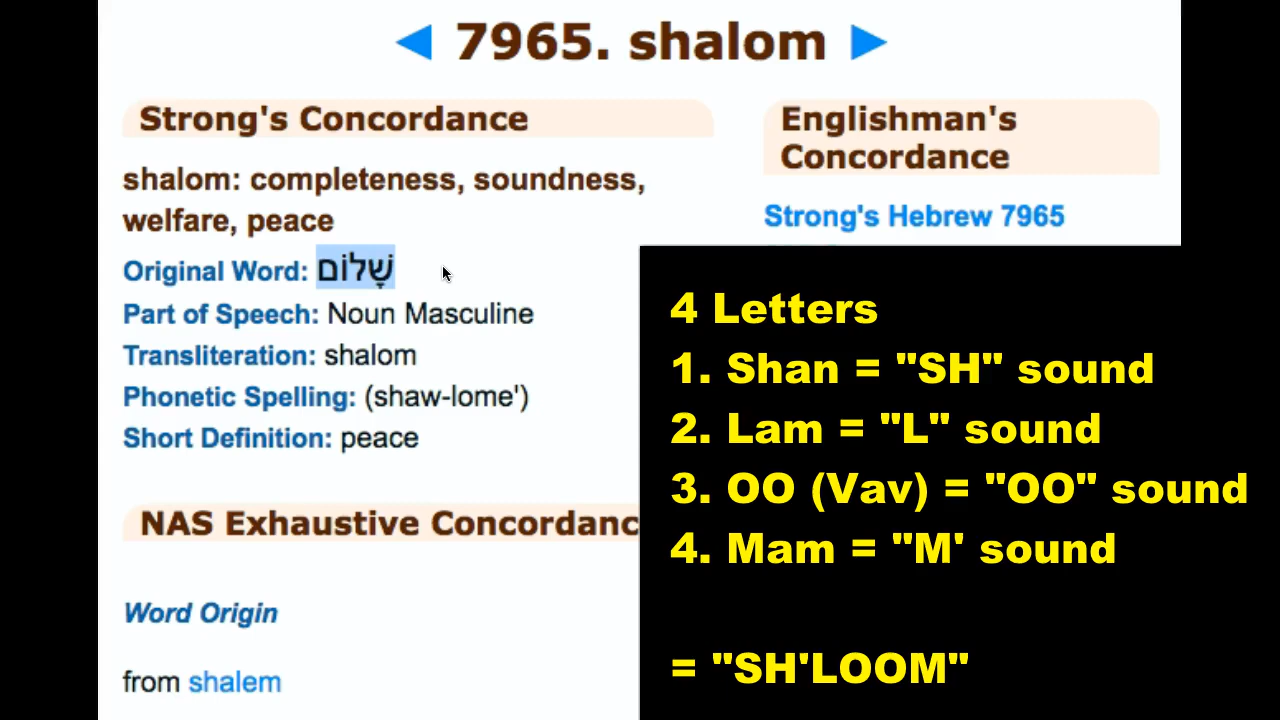 7965. shalom
Strong's Concordance
shalom: completeness, soundness,
welfare, peace
Original Word: שָׁלוֹם
Part of Speech: Noun Masculine
Transliteration: shalom
Phonetic Spelling: (shaw-lome')
Short Definition: peace
NAS Exhaustive Concordanc
Word Origin
from shalem
Englishman's
Concordance
Strong's Hebrew 7965
4 Letters
1. Shan = "SH" sound
2. Lam = "L" sound
3. OO (Vav) = "OO" sound
4. Mam = "M' sound
= "SH'LOOM"